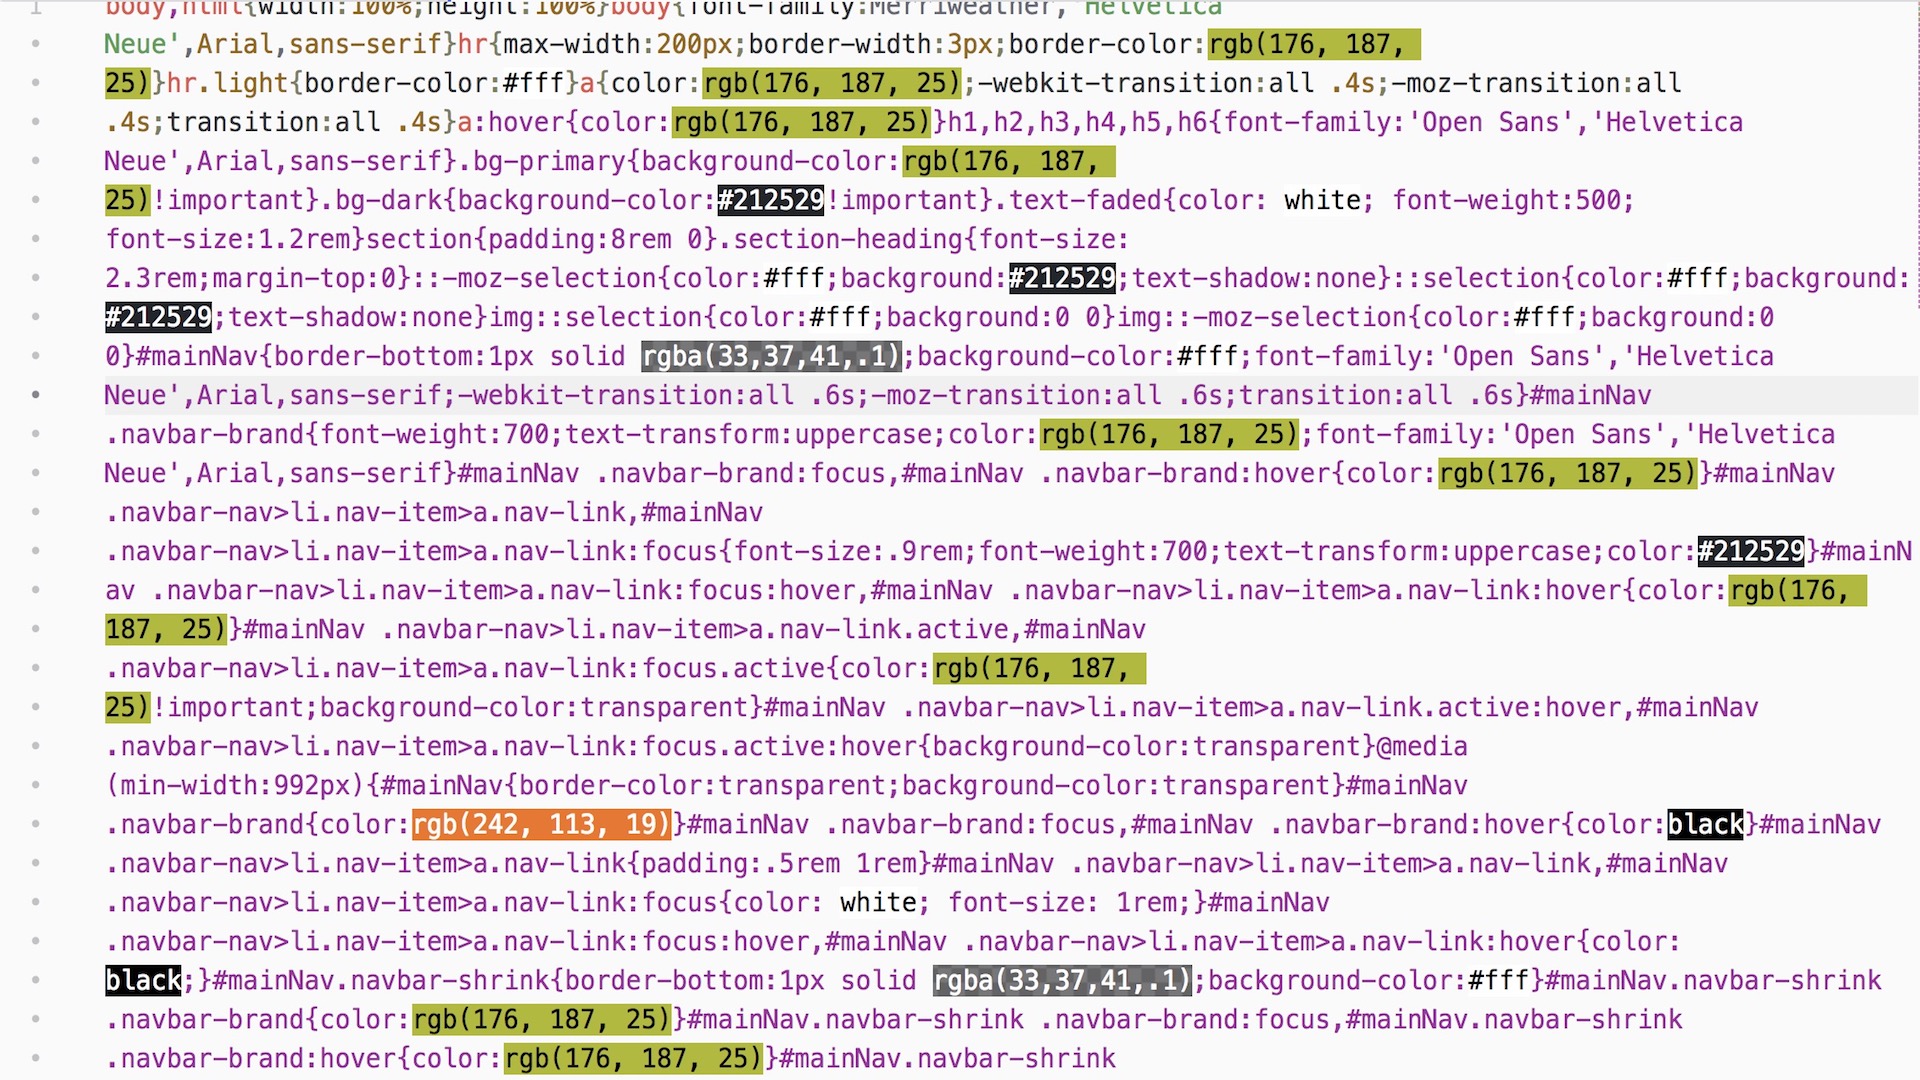 1 body,html{width:100%;height:100%}body{font-family:Merriweather,'Helvetica
Neue',Arial,sans-serif}hr{max-width:200px;border-width:3px;border-color:rgb(176, 187,
25)}hr.light{border-color:#fff}a{color:rgb(176, 187, 25);-webkit-transition:all .4s;-moz-transition:all
.4s;transition:all .4s}a:hover{color:rgb(176, 187, 25)}h1,h2,h3,h4,h5,h6{font-family:'Open Sans','Helvetica
Neue',Arial,sans-serif}.bg-primary{background-color:rgb(176, 187,
25)!important}.bg-dark{background-color:#212529!important}.text-faded{color: white; font-weight:500;
font-size:1.2rem}section{padding:8rem 0}.section-heading{font-size:
2.3rem;margin-top:0}::-moz-selection{color:#fff;background:#212529;text-shadow:none}::selection{color:#fff;background:
#212529;text-shadow:none}img::selection{color:#fff;background:0 0}img::-moz-selection{color:#fff;background:0
0}#mainNav{border-bottom:1px solid rgba(33,37,41,.1);background-color:#fff;font-family:'Open Sans','Helvetica
Neue',Arial,sans-serif;-webkit-transition:all .6s;-moz-transition:all .6s;transition:all .6s}#mainNav
.navbar-brand{font-weight:700;text-transform:uppercase;color:rgb(176, 187, 25);font-family:'Open Sans','Helvetica
Neue',Arial,sans-serif}#mainNav .navbar-brand:focus,#mainNav .navbar-brand:hover{color:rgb(176, 187, 25)}#mainNav
.navbar-nav>li.nav-item>a.nav-link,#mainNav
.navbar-nav>li.nav-item>a.nav-link:focus{font-size:.9rem;font-weight:700;text-transform:uppercase;color:#212529}#mainN
av .navbar-nav>li.nav-item>a.nav-link:focus:hover,#mainNav .navbar-nav>li.nav-item>a.nav-link:hover{color:rgb(176,
187, 25)}#mainNav .navbar-nav>li.nav-item>a.nav-link.active,#mainNav
.navbar-nav>li.nav-item>a.nav-link:focus.active{color:rgb(176, 187,
25)!important;background-color:transparent}#mainNav .navbar-nav>li.nav-item>a.nav-link.active:hover,#mainNav
.navbar-nav>li.nav-item>a.nav-link:focus.active:hover{background-color:transparent}@media
(min-width:992px){#mainNav{border-color:transparent;background-color:transparent}#mainNav
.navbar-brand{color:rgb(242, 113, 19)}#mainNav .navbar-brand:focus,#mainNav .navbar-brand:hover{color:black}#mainNav
.navbar-nav>li.nav-item>a.nav-link{padding:.5rem 1rem}#mainNav .navbar-nav>li.nav-item>a.nav-link,#mainNav
.navbar-nav>li.nav-item>a.nav-link:focus{color: white; font-size: 1rem;}#mainNav
.navbar-nav>li.nav-item>a.nav-link:focus:hover,#mainNav .navbar-nav>li.nav-item>a.nav-link:hover{color:
black;}#mainNav.navbar-shrink{border-bottom:1px solid rgba(33,37,41,.1);background-color:#fff}#mainNav.navbar-shrink
.navbar-brand{color:rgb(176, 187, 25)}#mainNav.navbar-shrink .navbar-brand:focus,#mainNav.navbar-shrink
.navbar-brand:hover{color:rgb(176, 187, 25)}#mainNav.navbar-shrink